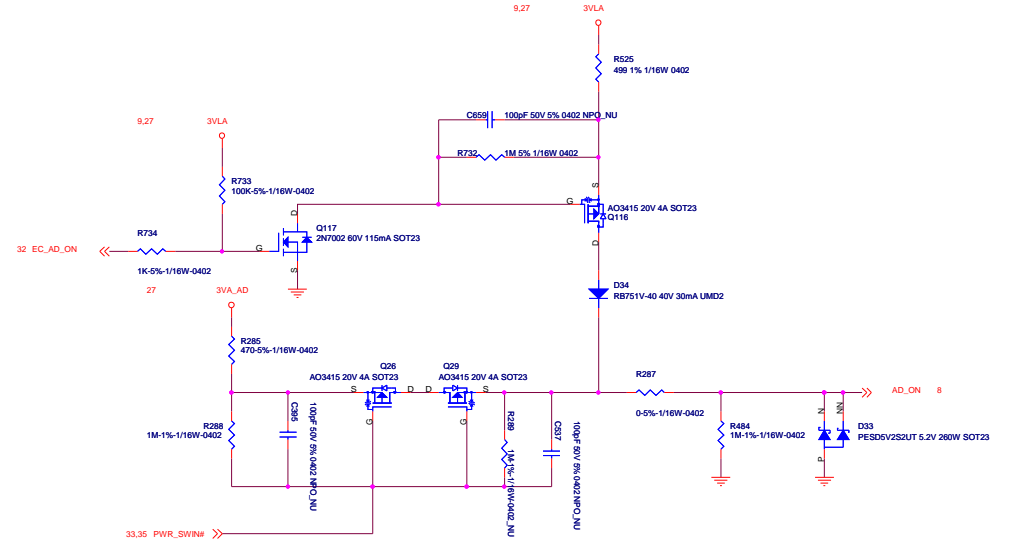 9,27 3VLA
R525
499 1% 1/16W 0402
C659 100pF 50V 5% 0402 NPO_NU
9,27 3VLA
R732 1M 5% 1/16W 0402
R733
100K-5%-1/16W-0402
S
G
AO3415 20V 4A SOT23
Q116
D
D
R734
Q117
2N7002 60V 115mA SOT23
32 EC_AD_ON
G
S
1K-5%-1/16W-0402
27 3VA_AD
D34
RB751V-40 40V 30mA UMD2
R285
470-5%-1/16W-0402
Q26 Q29
AO3415 20V 4A SOT23 AO3415 20V 4A SOT23
R287
S D D S
AD_ON 8
0-5%-1/16W-0402
G G
C395
100pF 50V 5% 0402 NPO_NU
R289
1M-1%-1/16W-0402_NU
C637
100pF 50V 5% 0402 NPO_NU
R288
1M-1%-1/16W-0402
R484
1M-1%-1/16W-0402
N NN
D33
PESD5V2S2UT 5.2V 260W SOT23
P
33,35 PWR_SWIN#